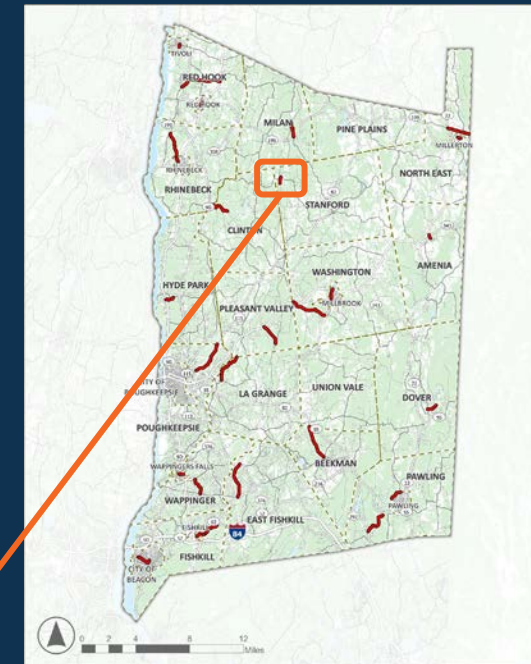 TIVOLI
RED HOOK
RED HOOK
MILAN
PINE PLAINS
MILLERTON
RHINEBECK
RHINEBECK
NORTH EAST
STANFORD
CLINTON
AMENIA
WASHINGTON
HYDE PARK
MILLBROOK
PLEASANT VALLEY
CITY OF
POUGHKEEPSIE
LA GRANGE
UNION VALE
DOVER
POUGHKEEPSIE
WAPPINGERS FALLS
BEEKMAN
PAWLING
WAPPINGER
PAWLING
EAST FISHKILL
FISHKILL
84
FISHKILL
CITY OF
BEACON
0 2 4 8 12
Miles